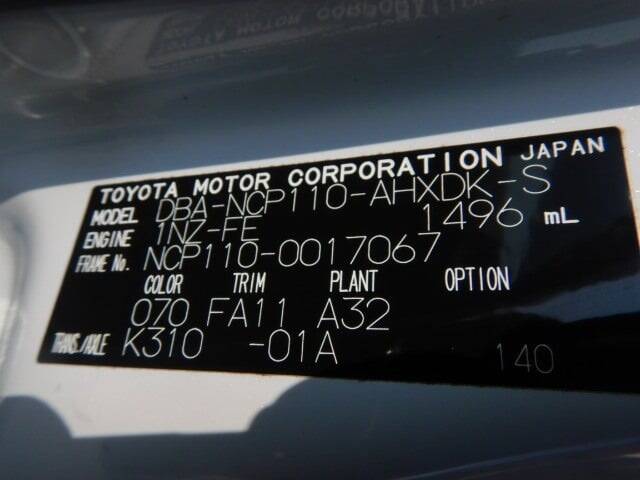 TOYOTA MOTOR CORPORATION JAPAN
MODEL DBA-NCP110-AHXDK-S
ENGINE 1NZ-FE 1496 mL
FRAME No. NCP110-0017067
COLOR TRIM PLANT OPTION
070 FA11 A32
TRANS./AXLE K310 -01A 140